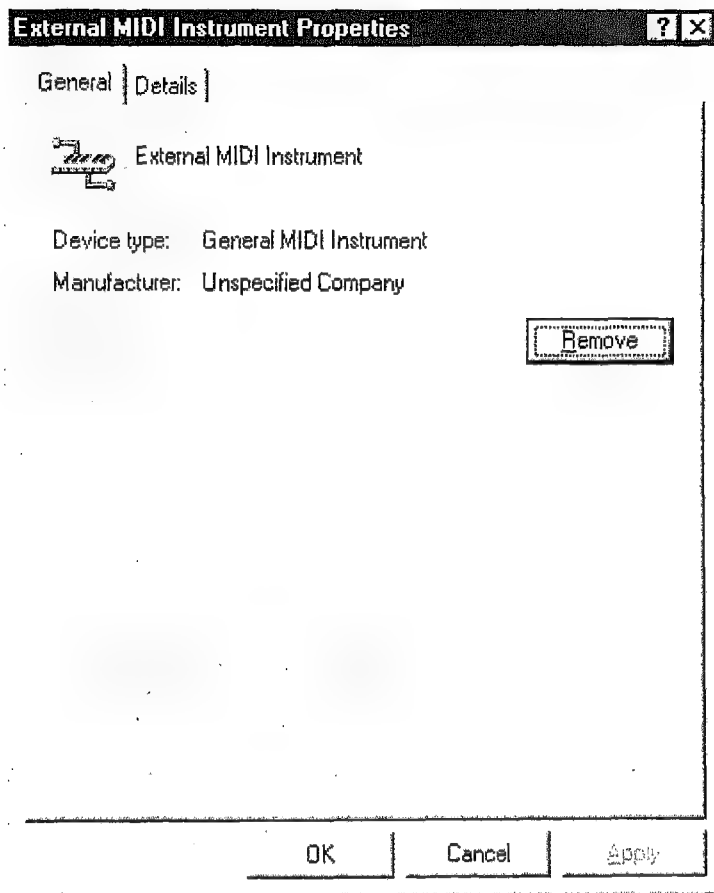 External MIDI Instrument Properties ? X
General Details
External MIDI Instrument
Device type: General MIDI Instrument
Manufacturer: Unspecified Company
Remove
OK Cancel Apply